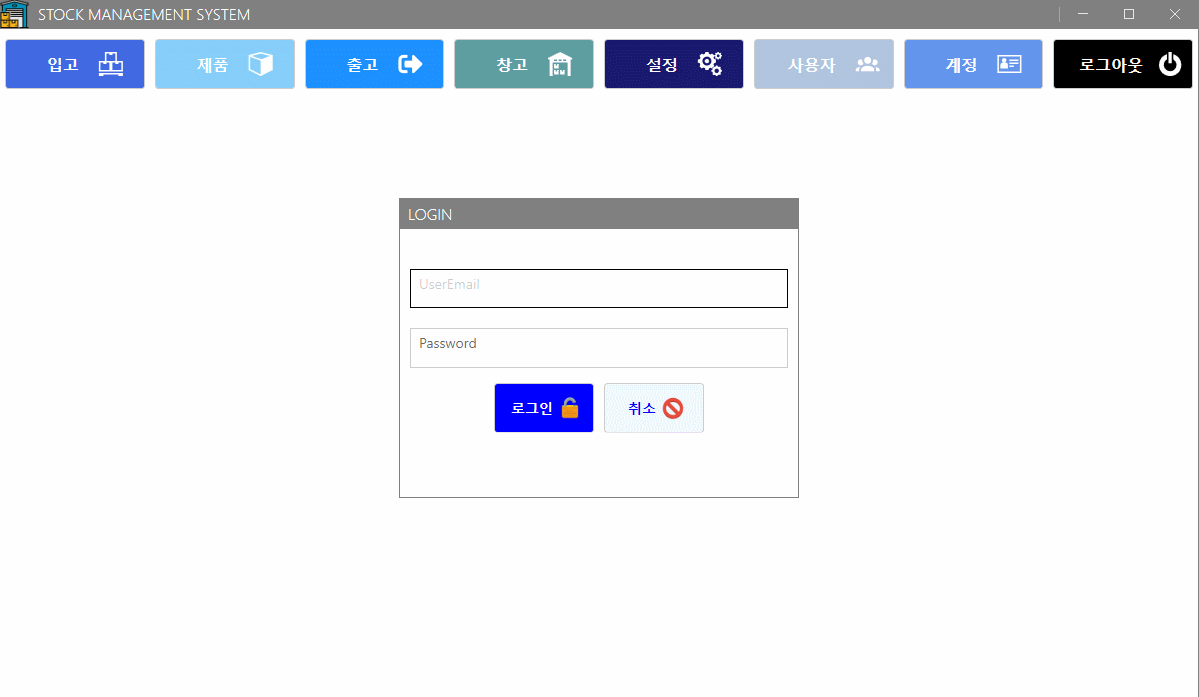 STOCK MANAGEMENT SYSTEM
입고
제품
출고
창고
설정
사용자
계정
로그아웃
LOGIN
UserEmail
Password
로그인
취소